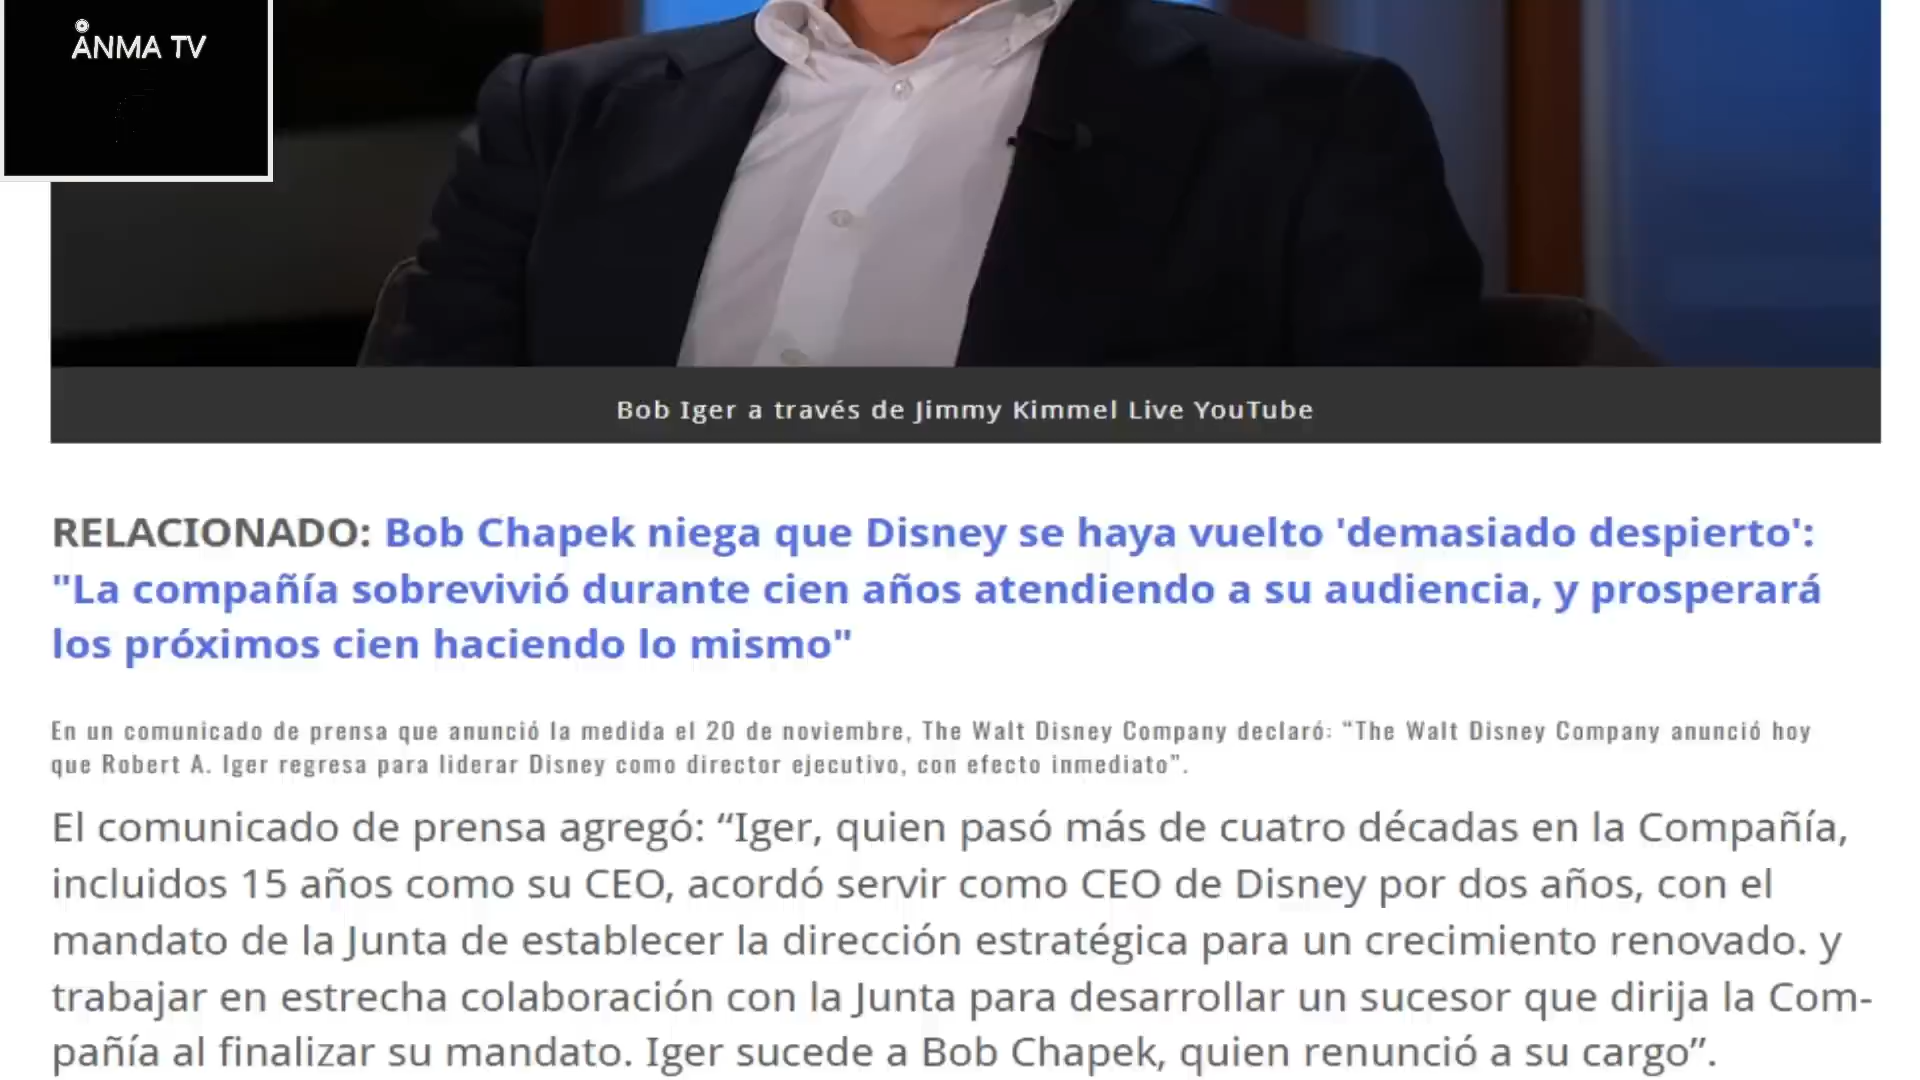 ANMA TV
Bob Iger a través de Jimmy Kimmel Live YouTube
RELACIONADO: Bob Chapek niega que Disney se haya vuelto 'demasiado despierto':
"La compañía sobrevivió durante cien años atendiendo a su audiencia, y prosperará
los próximos cien haciendo lo mismo"
En un comunicado de prensa que anunció la medida el 20 de noviembre, The Walt Disney Company declaró: “The Walt Disney Company anunció hoy
que Robert A. Iger regresa para liderar Disney como director ejecutivo, con efecto inmediato”.
El comunicado de prensa agregó: “Iger, quien pasó más de cuatro décadas en la Compañía,
incluidos 15 años como su CEO, acordó servir como CEO de Disney por dos años, con el
mandato de la Junta de establecer la dirección estratégica para un crecimiento renovado. y
trabajar en estrecha colaboración con la Junta para desarrollar un sucesor que dirija la Com-
pañía al finalizar su mandato. Iger sucede a Bob Chapek, quien renunció a su cargo”.